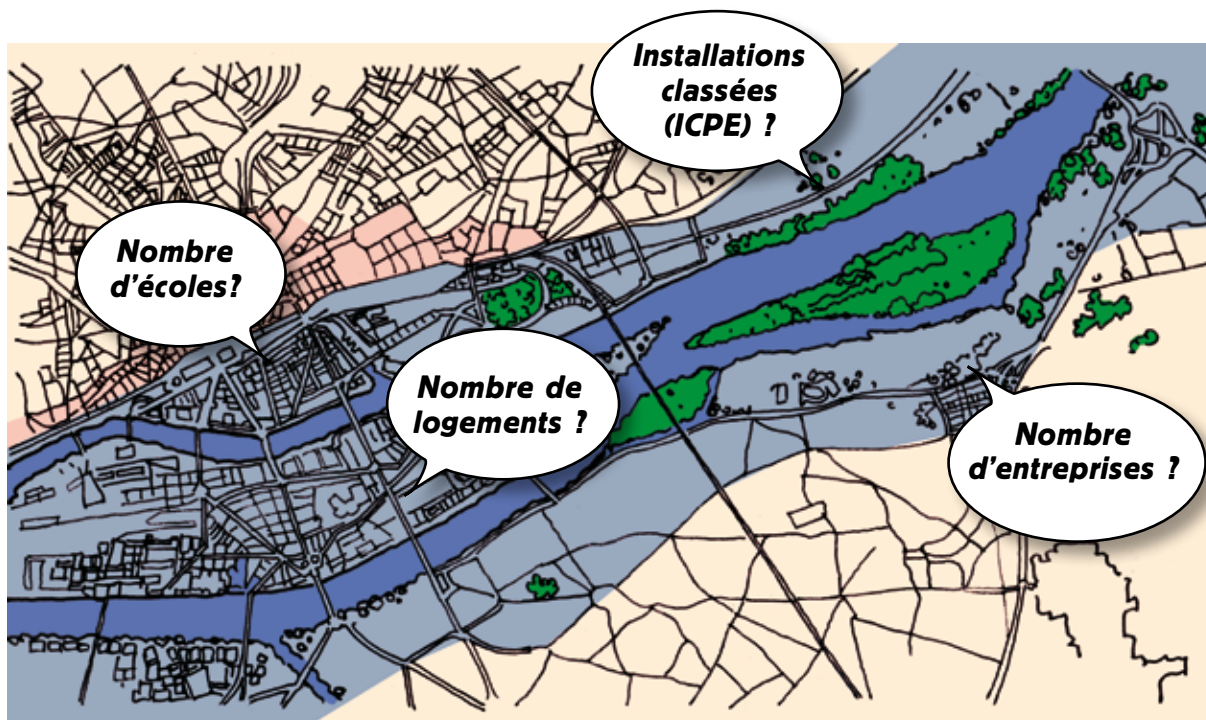 Installations
classées
(ICPE) ?
Nombre
d'écoles?
Nombre de
logements ?
Nombre
d'entreprises ?